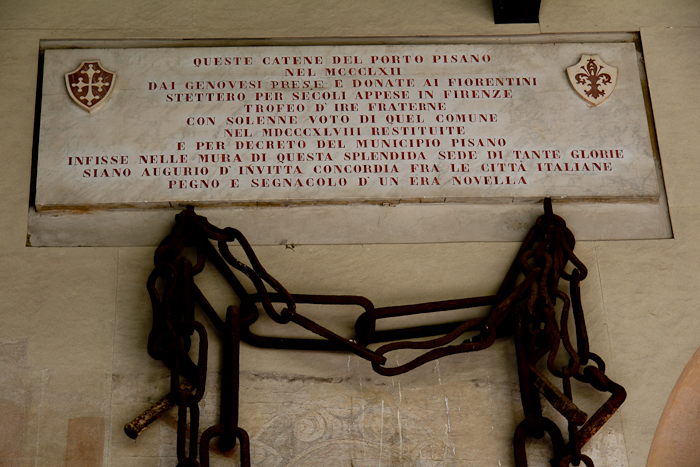 QUESTE CATENE DEL PORTO PISANO
NEL MCCCLXII
DAI GENOVESI PRESE E DONATE AI FIORENTINI
STETTERO PER SECOLI APPESE IN FIRENZE
TROFEO D' IRE FRATERNE
CON SOLENNE VOTO DI QUEL COMUNE
NEL MDCCCXLVIII RESTITUITE
E PER DECRETO DEL MUNICIPIO PISANO
INFISSE NELLE MURA DI QUESTA SPLENDIDA SEDE DI TANTE GLORIE
SIANO AUGURIO D' INVITTA CONCORDIA FRA LE CITTÀ ITALIANE
PEGNO E SEGNACOLO D' UN ERA NOVELLA